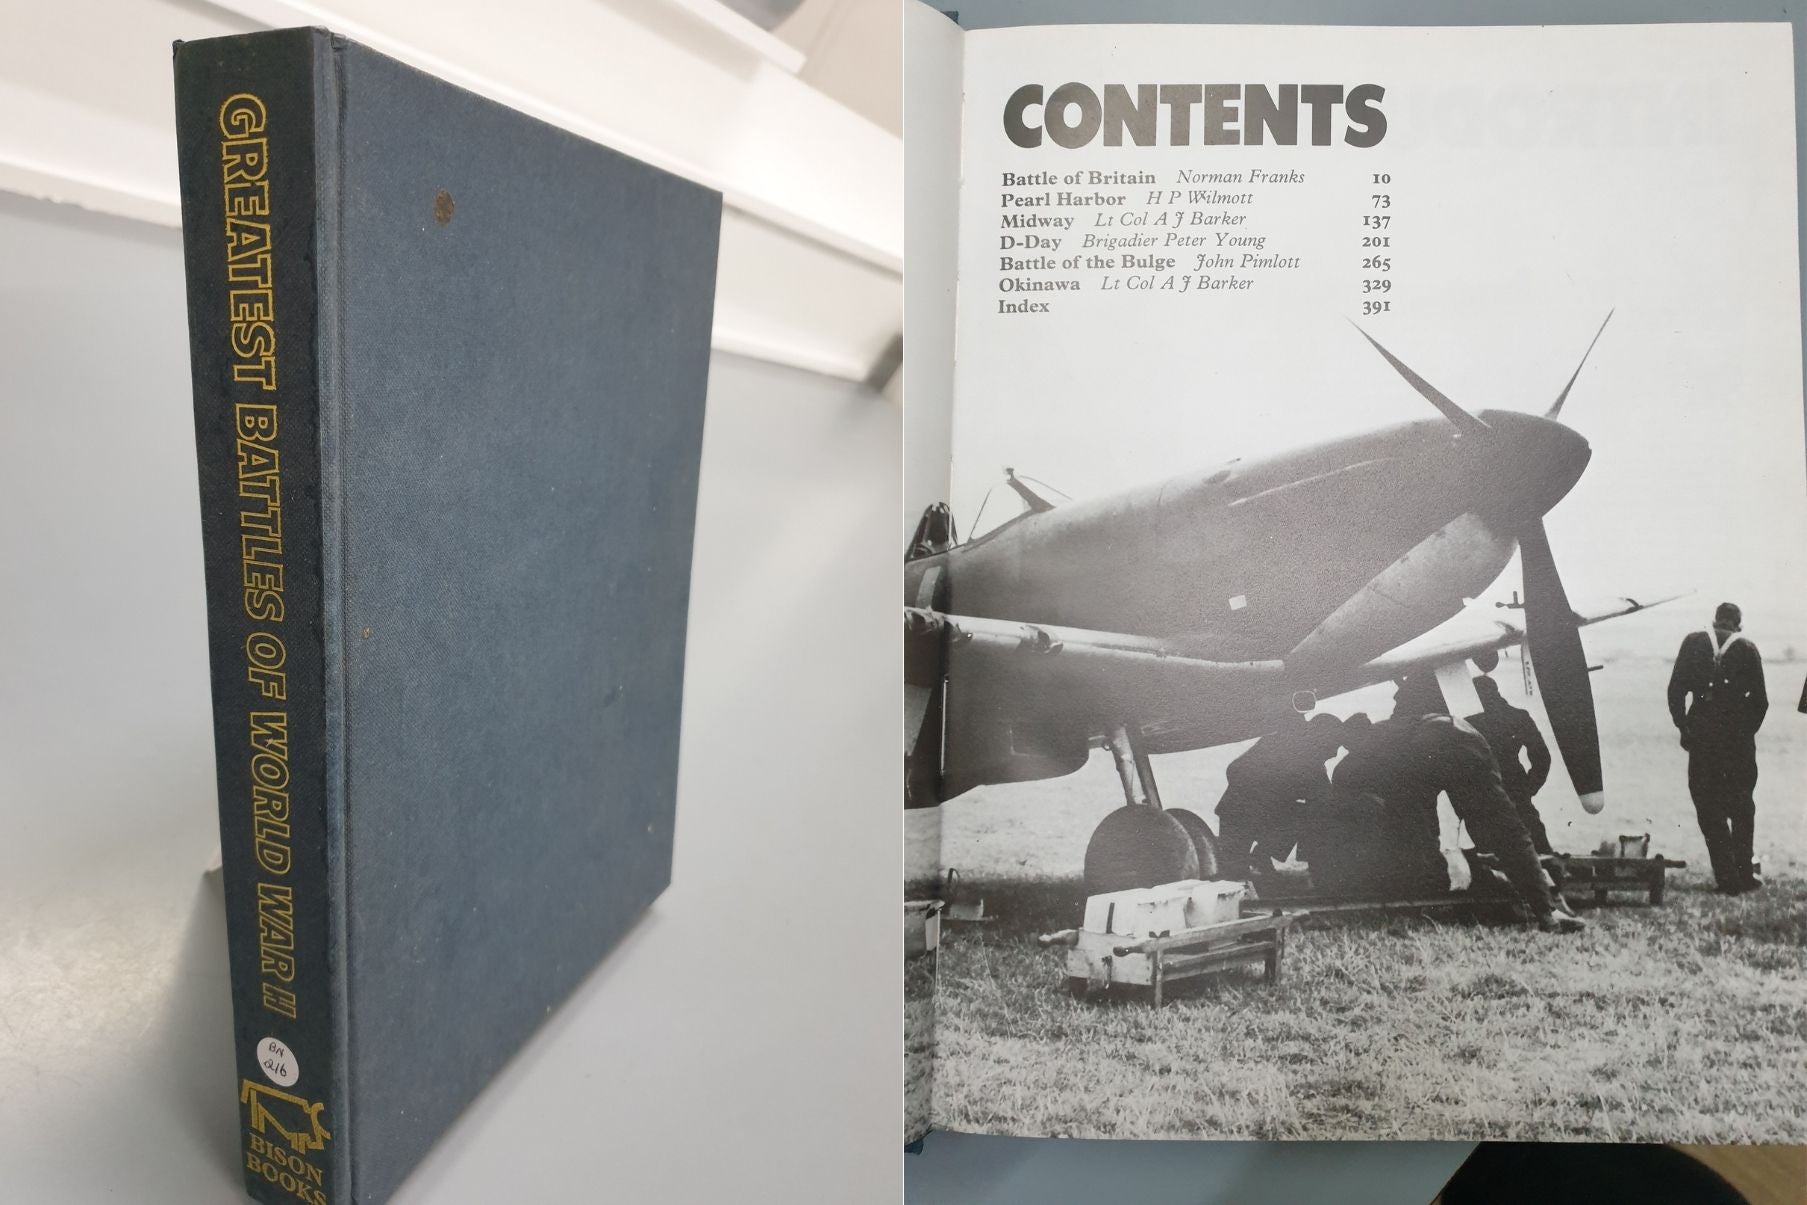 GREATEST BATTLES OF WORLD WAR II
BN
216
BISON
BOOKS
CONTENTS
Battle of Britain Norman Franks 10
Pearl Harbor H P Wilmott 73
Midway Lt Col A J Barker 137
D-Day Brigadier Peter Young 201
Battle of the Bulge John Pimlott 265
Okinawa Lt Col A J Barker 329
Index 391